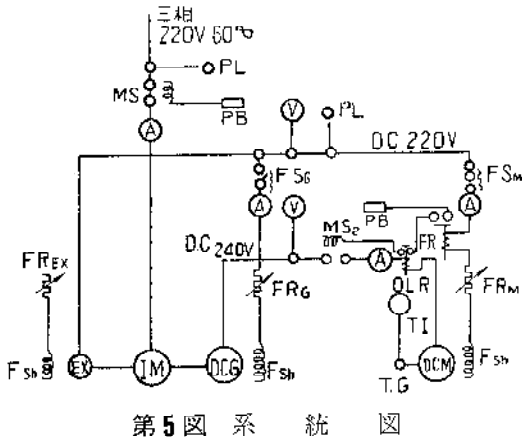 三相
220V 60∿
PL
MS
PB
A
V
PL
DC 220V
FSG
FSM
A
A
V
PB
MS2
FR
DC 240V
A
OLR
FREX
FRG
FRM
TI
FSh
EX
IM
DCG
FSh
T.G
DCM
FSh
第5図 系統図